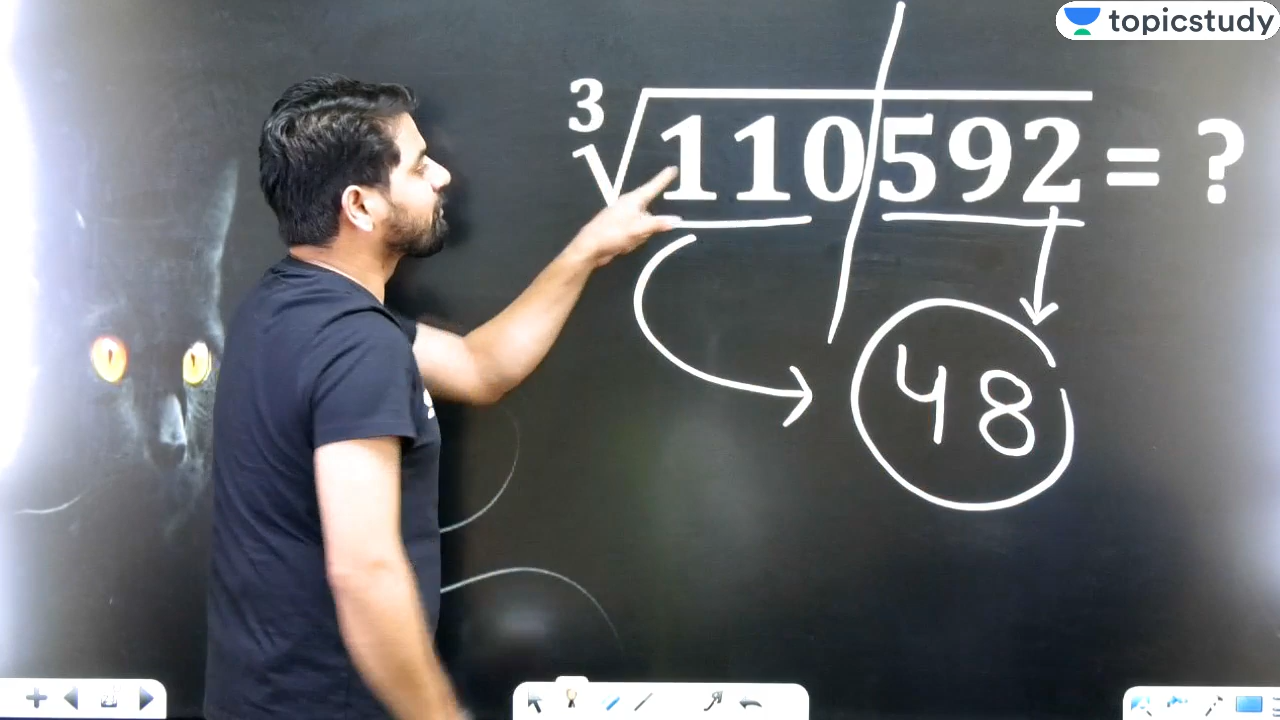 topicstudy
∛110592 = ?
48